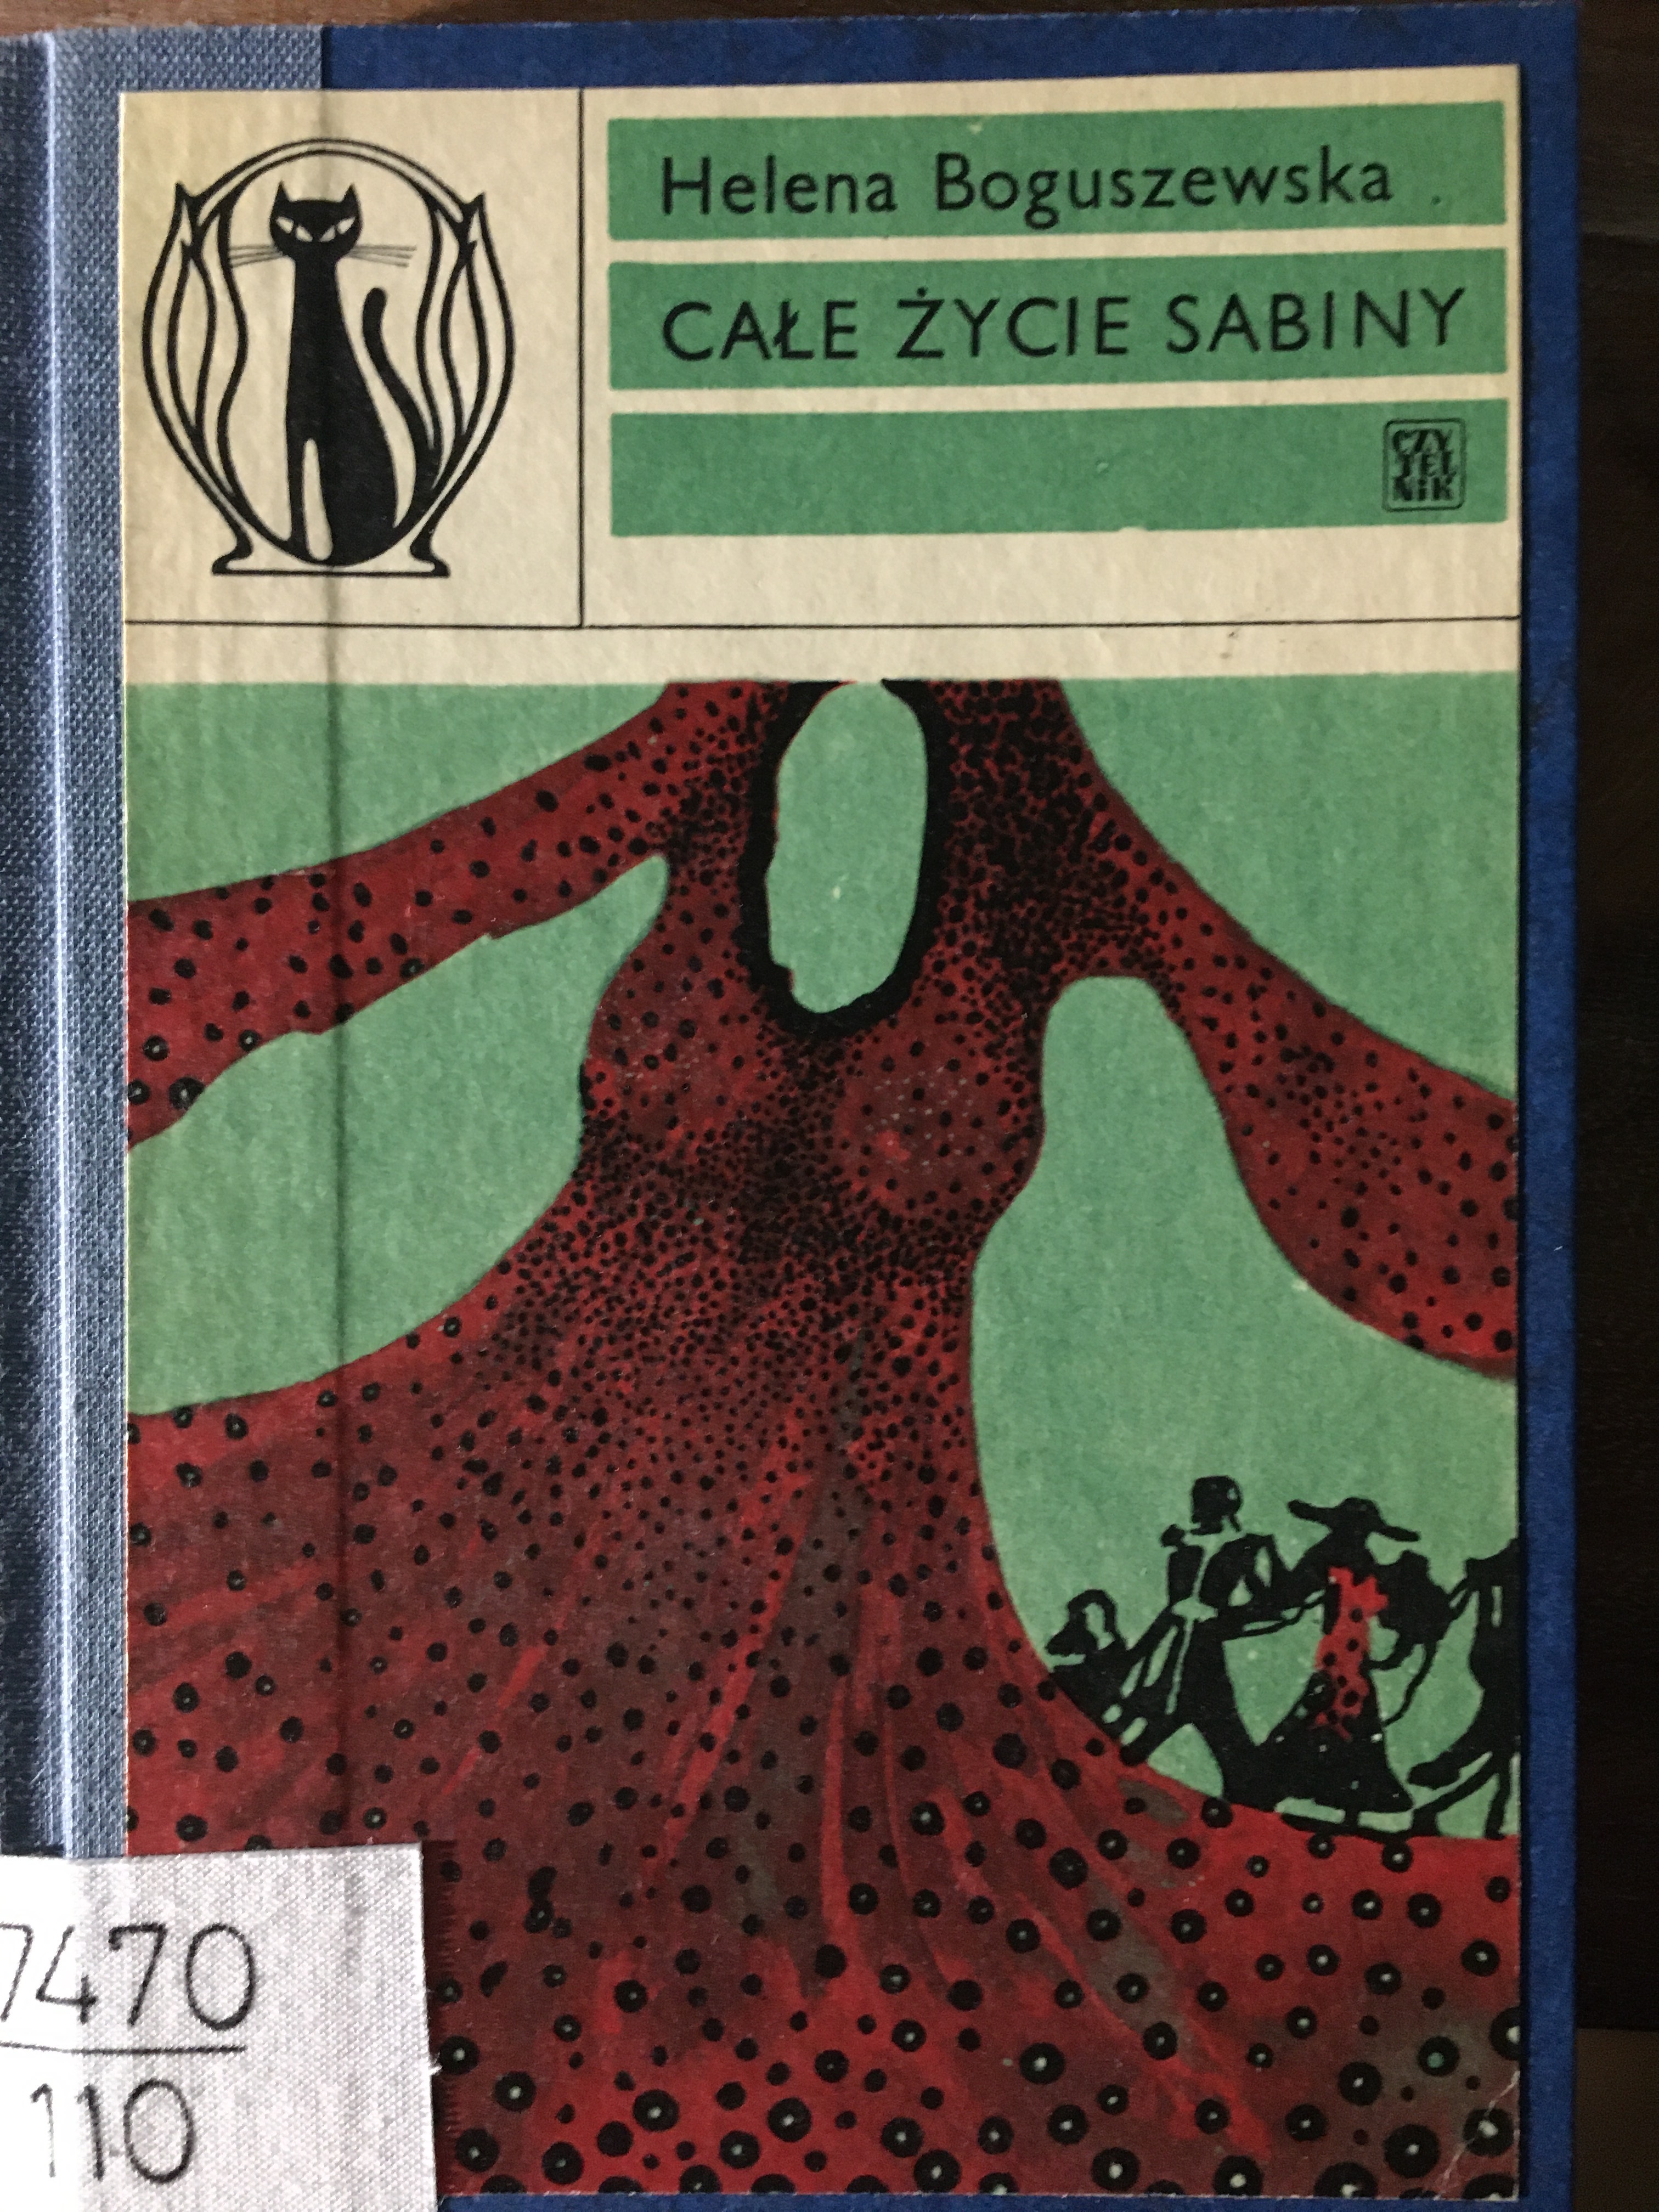 Helena Boguszewska
CAŁE ŻYCIE SABINY
CZY
TEL
NiK
7470
110